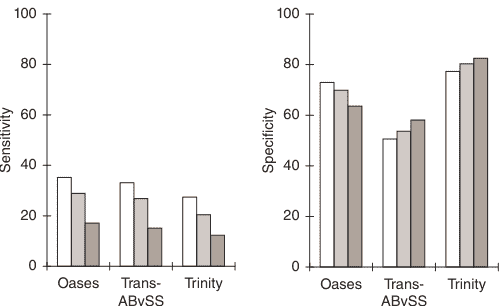 100
80
60
40
20
0
Sensitivity
Oases
Trans-
ABySS
Trinity
100
80
60
40
20
0
Specificity
Oases
Trans-
ABySS
Trinity